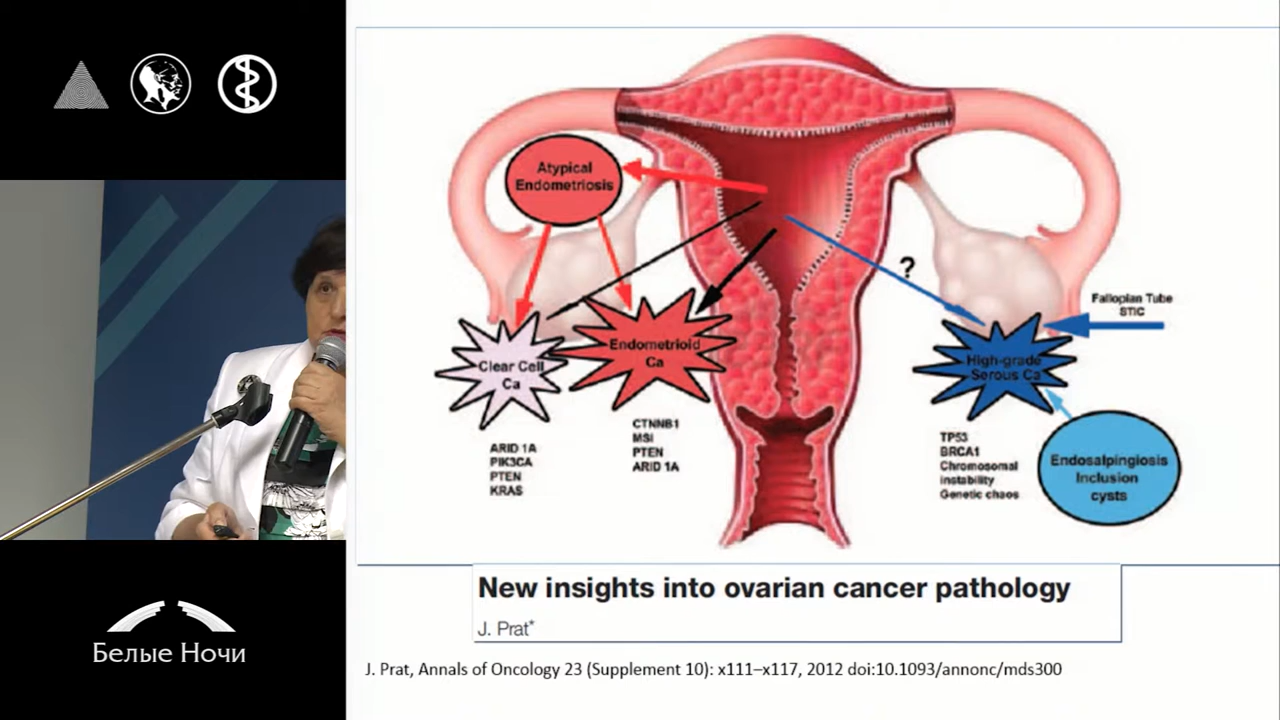 Atypical
Endometriosis
?
Fallopian Tube
STIC
Clear Cell
Ca
Endometrioid
Ca
High-grade
Serous Ca
ARID 1A
PIK3CA
PTEN
KRAS
CTNNB1
MSI
PTEN
ARID 1A
TP53
BRCA1
Chromosomal
instability
Genetic chaos
Endosalpingiosis
Inclusion
cysts
New insights into ovarian cancer pathology
J. Prat*
J. Prat, Annals of Oncology 23 (Supplement 10): x111–x117, 2012 doi:10.1093/annonc/mds300
Белые Ночи